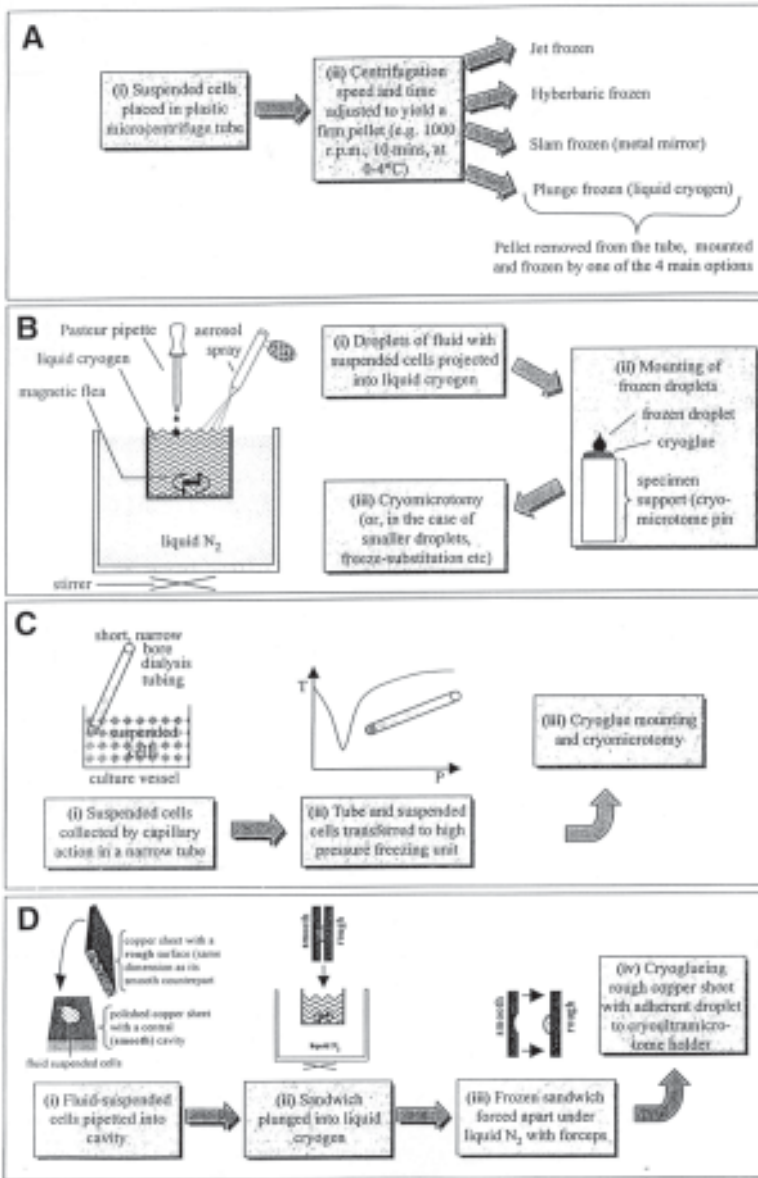 A
(i) Suspended cells
placed in plastic
microcentrifuge tube
(ii) Centrifugation
speed and time
adjusted to yield a
firm pellet (e.g. 1000
r.p.m., 10 mins, at
0-4°C)
Jet frozen
Hyberbaric frozen
Slam frozen (metal mirror)
Plunge frozen (liquid cryogen)
Pellet removed from the tube, mounted
and frozen by one of the 4 main options
B
Pasteur pipette
aerosol
spray
liquid cryogen
magnetic flea
liquid N2
stirrer
(i) Droplets of fluid with
suspended cells projected
into liquid cryogen
(ii) Mounting of
frozen droplets
frozen droplet
cryoglue
specimen
support (cryo-
microtome pin
(iii) Cryomicrotomy
(or, in the case of
smaller droplets,
freeze-substitution etc)
C
short, narrow
bore
dialysis
tubing
suspended
cells
culture vessel
T
P
(i) Suspended cells
collected by capillary
action in a narrow tube
(ii) Tube and suspended
cells transferred to high
pressure freezing unit
(iii) Cryoglue mounting
and cryomicrotomy
D
copper sheet with a
rough surface (same
dimension as its
smooth counterpart
polished copper sheet
with a central
(smooth) cavity
fluid suspended cells
smooth
rough
liquid N2
smooth
rough
(i) Fluid-suspended
cells pipetted into
cavity
(ii) Sandwich
plunged into liquid
cryogen
(iii) Frozen sandwich
forced apart under
liquid N2 with forceps
(iv) Cryoglueing
rough copper sheet
with adherent droplet
to cryoultramicro-
tome holder